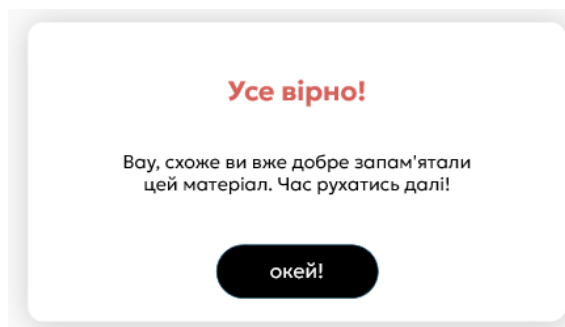 Усе вірно!
Вау, схоже ви вже добре запам'ятали
цей матеріал. Час рухатись далі!
окей!